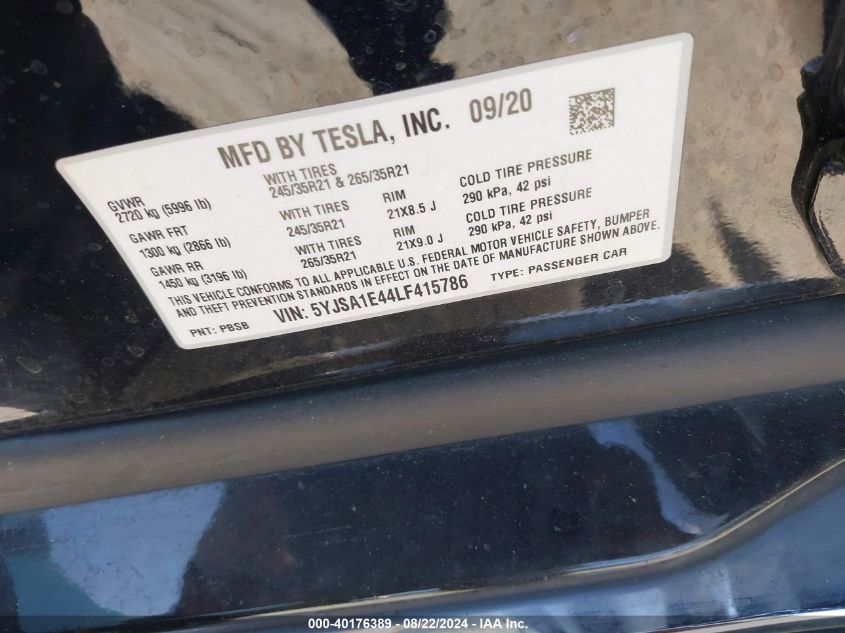 MFD BY TESLA, INC. 09/20
GVWR
2720 kg (5996 lb)
WITH TIRES
245/35R21 & 265/35R21
GAWR FRT
1300 kg (2866 lb)
WITH TIRES
245/35R21
RIM
21X8.5 J
COLD TIRE PRESSURE
290 kPa, 42 psi
GAWR RR
1450 kg (3196 lb)
WITH TIRES
265/35R21
RIM
21X9.0 J
COLD TIRE PRESSURE
290 kPa, 42 psi
THIS VEHICLE CONFORMS TO ALL APPLICABLE U.S. FEDERAL MOTOR VEHICLE SAFETY, BUMPER
AND THEFT PREVENTION STANDARDS IN EFFECT ON THE DATE OF MANUFACTURE SHOWN ABOVE.
PNT: PBSB VIN: 5YJSA1E44LF415786 TYPE: PASSENGER CAR
000-40176389 - 08/22/2024 - IAA Inc.